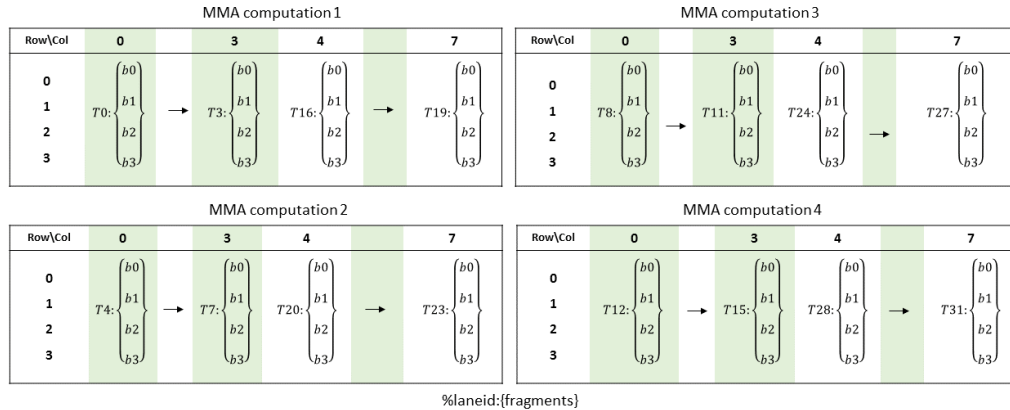 MMA computation 1
Row\Col 0 3 4 7
0
1
2
3
T0: b0 b1 b2 b3 → T3: b0 b1 b2 b3 T16: b0 b1 b2 b3 → T19: b0 b1 b2 b3
MMA computation 3
Row\Col 0 3 4 7
0
1
2
3
T8: b0 b1 b2 b3 → T11: b0 b1 b2 b3 T24: b0 b1 b2 b3 → T27: b0 b1 b2 b3
MMA computation 2
Row\Col 0 3 4 7
0
1
2
3
T4: b0 b1 b2 b3 → T7: b0 b1 b2 b3 T20: b0 b1 b2 b3 → T23: b0 b1 b2 b3
MMA computation 4
Row\Col 0 3 4 7
0
1
2
3
T12: b0 b1 b2 b3 → T15: b0 b1 b2 b3 T28: b0 b1 b2 b3 → T31: b0 b1 b2 b3
%laneid:{fragments}